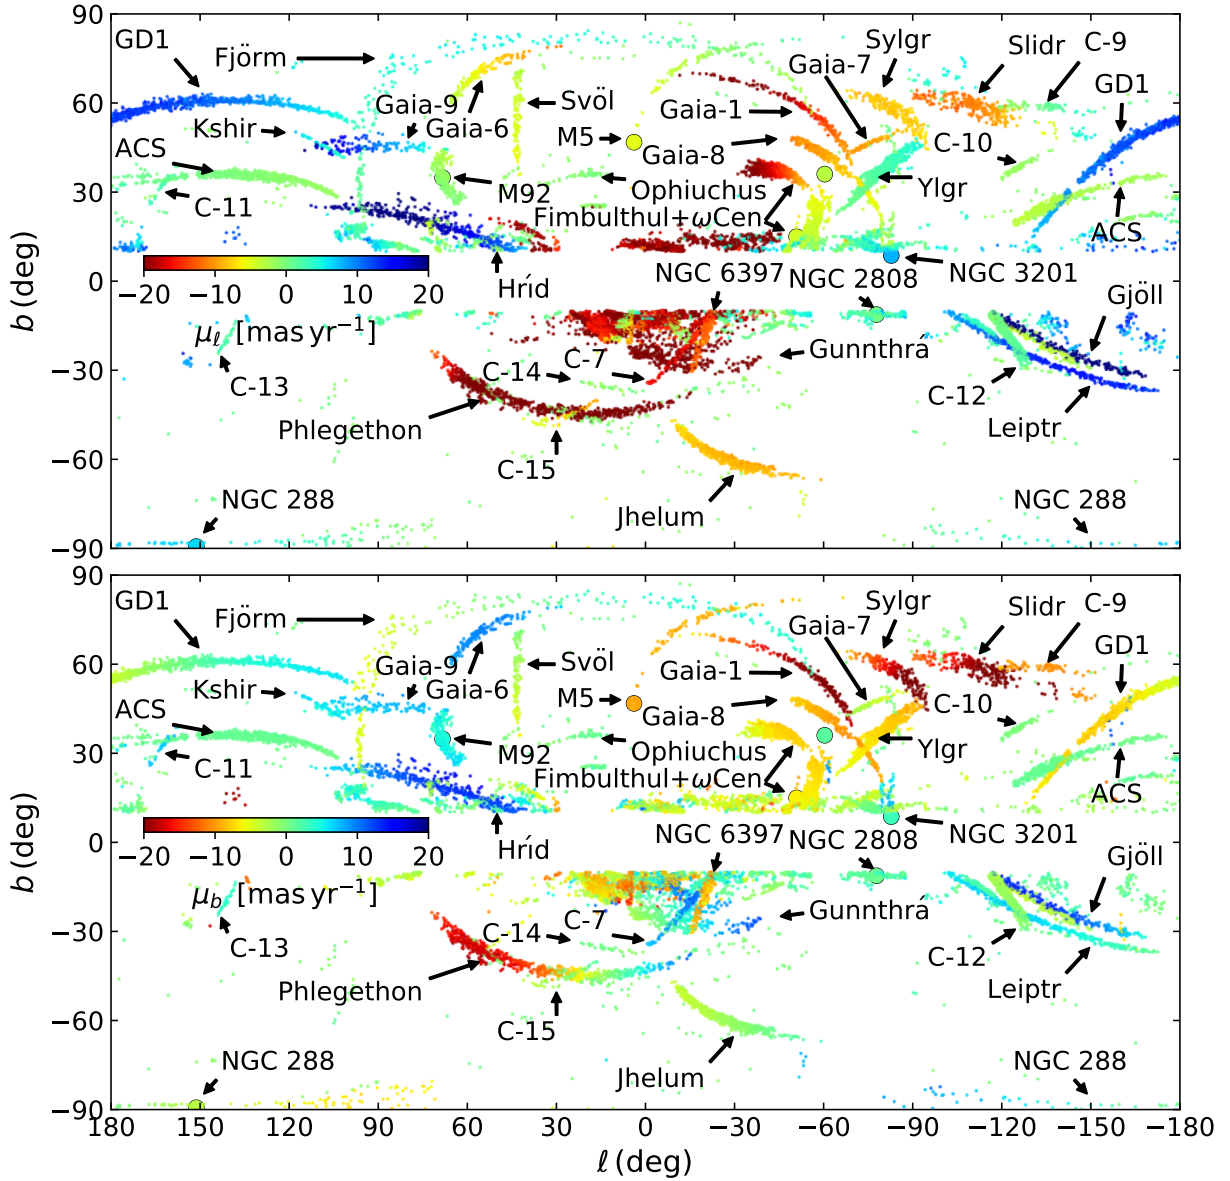 90
GD1
Fjörm
Sylgr
Slidr
C-9
Gaia-7
GD1
60
Gaia-9
Svöl
Gaia-1
Kshir
Gaia-6
M5
ACS
Gaia-8
C-10
30
C-11
M92
Ophiuchus
Ylgr
Fimbulthul+ωCen
ACS
b (deg)
0
−20 −10 0 10 20
Hŕıd
NGC 6397
NGC 2808
NGC 3201
Gjöll
μℓ [mas yr⁻¹]
−30
C-13
C-14
C-7
Gunnthrá
C-12
Phlegethon
Leiptr
−60
C-15
Jhelum
NGC 288
NGC 288
−90
90
GD1
Fjörm
Sylgr
Slidr
C-9
Gaia-7
GD1
60
Gaia-9
Svöl
Gaia-1
Kshir
Gaia-6
M5
ACS
Gaia-8
C-10
30
C-11
M92
Ophiuchus
Ylgr
Fimbulthul+ωCen
ACS
b (deg)
0
−20 −10 0 10 20
Hŕıd
NGC 6397
NGC 2808
NGC 3201
Gjöll
μb [mas yr⁻¹]
−30
C-13
C-14
C-7
Gunnthrá
C-12
Phlegethon
Leiptr
−60
C-15
Jhelum
NGC 288
NGC 288
−90
180 150 120 90 60 30 0 −30 −60 −90 −120 −150 −180
ℓ (deg)